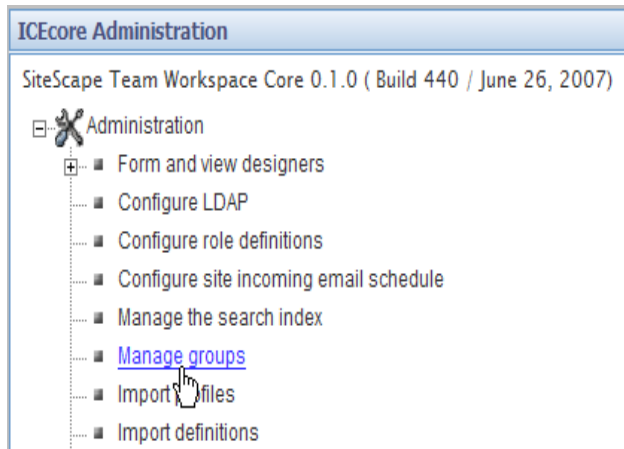 ICEcore Administration
SiteScape Team Workspace Core 0.1.0 ( Build 440 / June 26, 2007)
Administration
Form and view designers
Configure LDAP
Configure role definitions
Configure site incoming email schedule
Manage the search index
Manage groups
Import
Import definitions